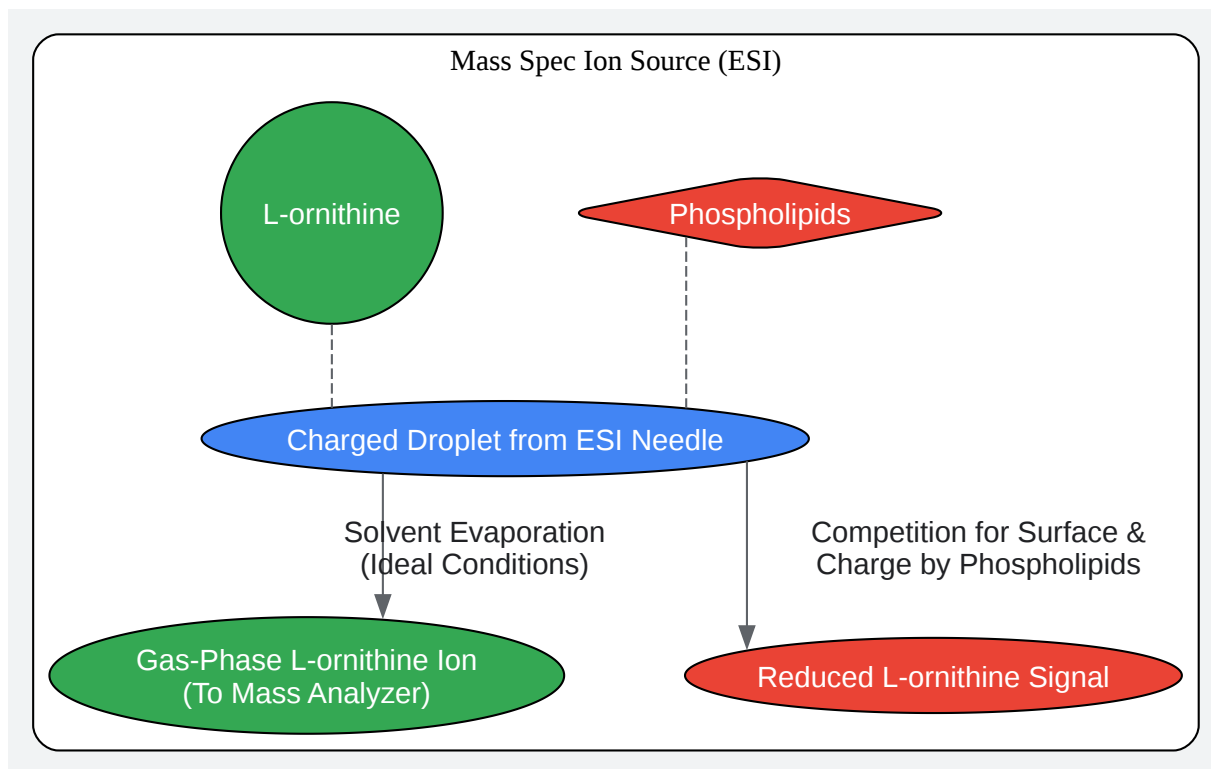 Mass Spec Ion Source (ESI)
L-ornithine
Phospholipids
Charged Droplet from ESI Needle
Solvent Evaporation
(Ideal Conditions)
Competition for Surface &
Charge by Phospholipids
Gas-Phase L-ornithine Ion
(To Mass Analyzer)
Reduced L-ornithine Signal